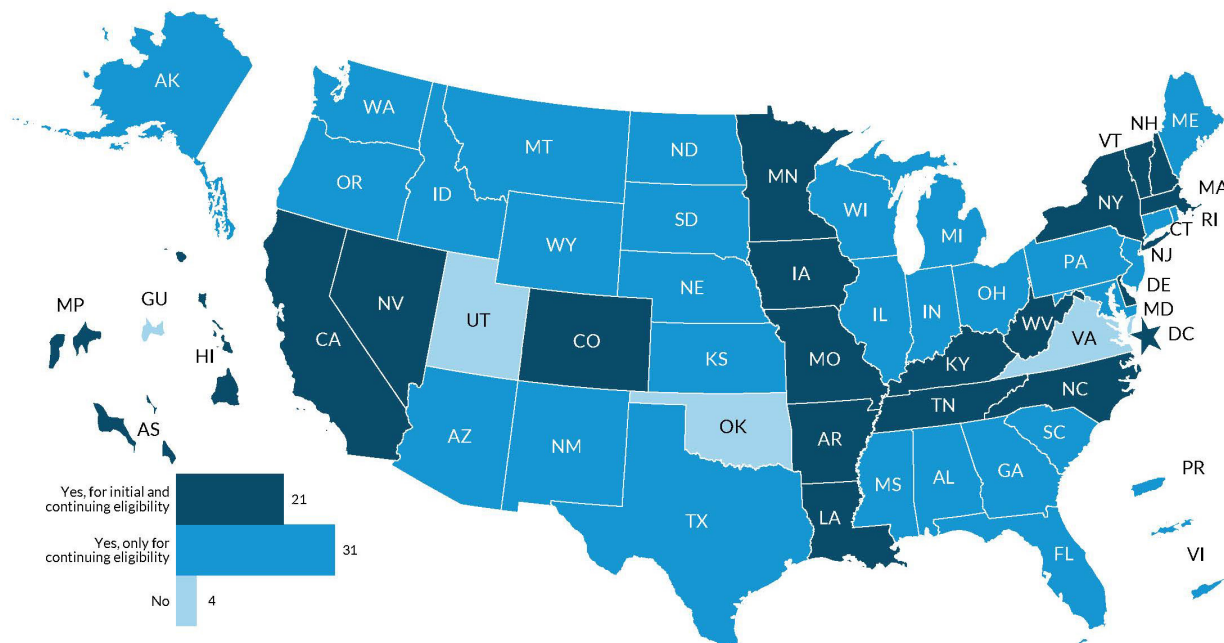 AK
WA
MT
ND
MN
VT
NH
ME
OR
ID
SD
WI
MI
NY
MA
RI
CT
WY
NE
IA
PA
NJ
MP
GU
NV
UT
CO
IL
IN
OH
DE
MD
WV
VA
DC
HI
CA
KS
MO
KY
NC
TN
AS
AZ
NM
OK
AR
SC
MS
AL
GA
PR
TX
LA
FL
VI
Yes, for initial and
continuing eligibility
21
Yes, only for
continuing eligibility
31
No
4